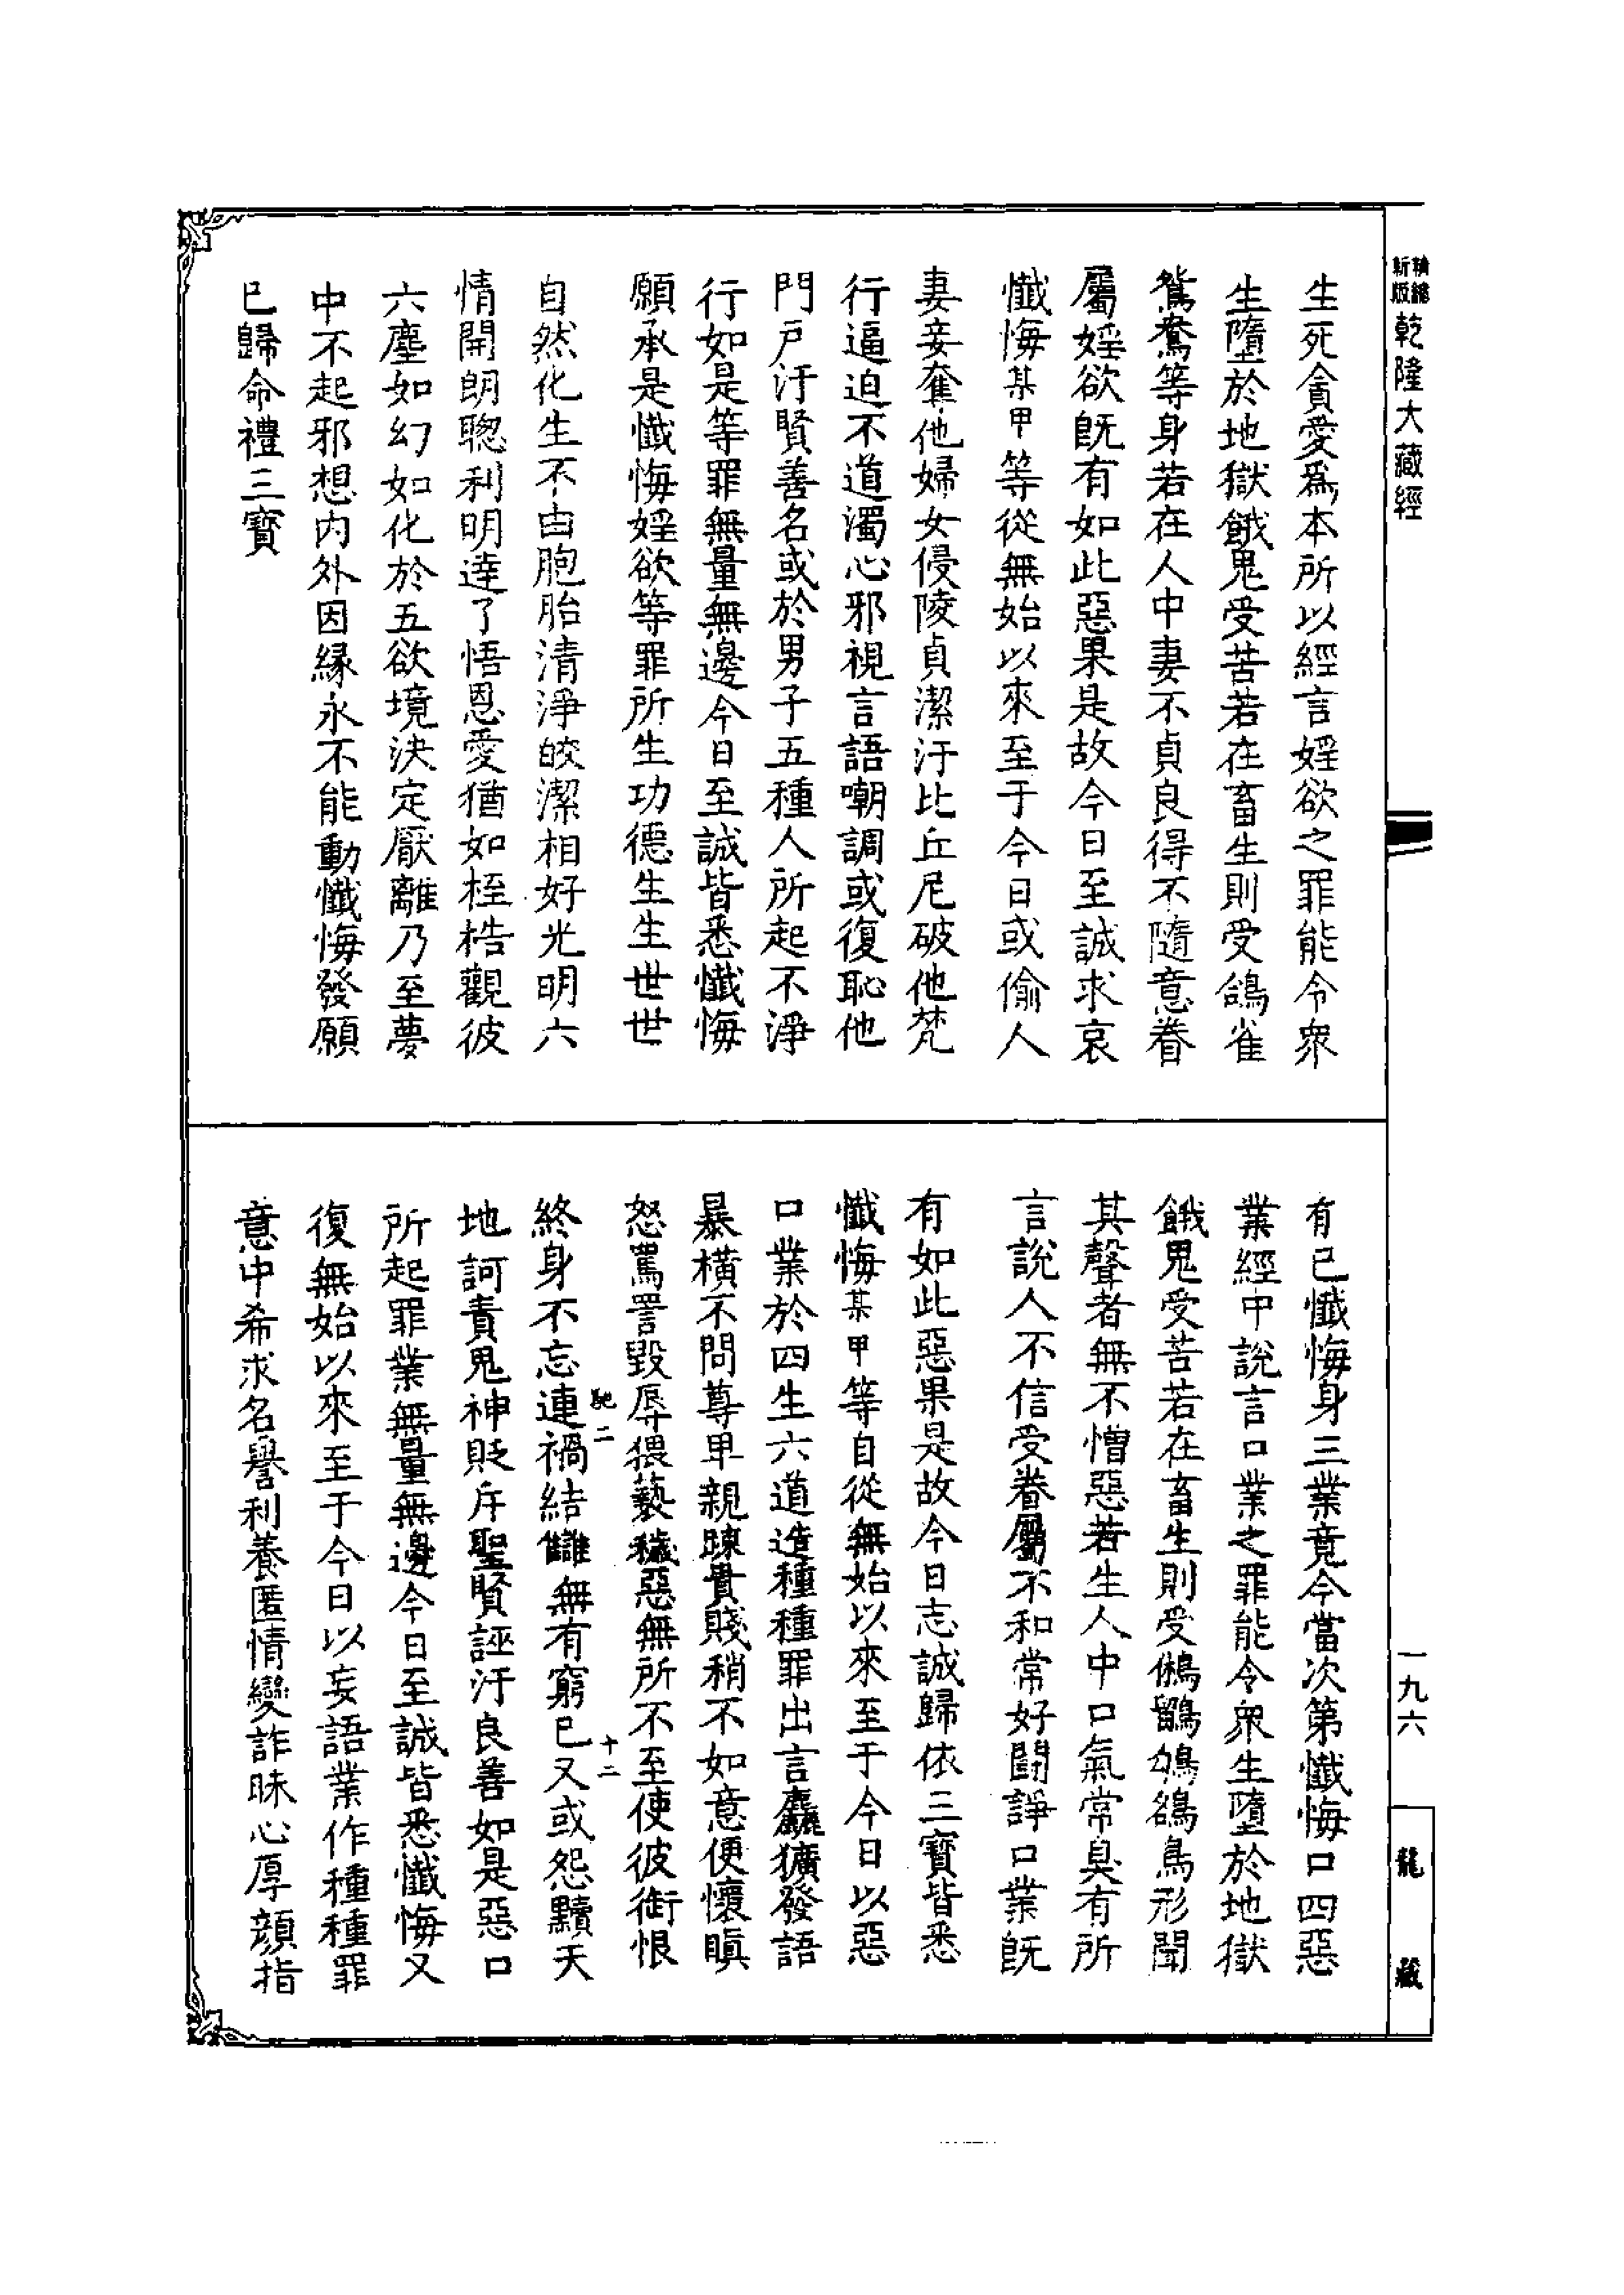 新版
精縮
乾隆大藏經
生死貪愛爲本所以經言婬欲之罪能令衆
生墮於地獄餓鬼受苦若在畜生則受鴿雀
鴛鴦等身若在人中妻不貞良得不隨意眷
屬婬欲旣有如此惡果是故今日至誠求哀
懺悔某甲等從無始以來至于今日或偷人
妻妾奪他婦女侵陵貞潔汙比丘尼破他梵
行逼迫不道濁心邪視言語嘲調或復恥他
門戶汙賢善名或於男子五種人所起不淨
行如是等罪無量無邊今日至誠皆悉懺悔
願承是懺悔婬欲等罪所生功德生生世世
自然化生不由胞胎清淨皎潔相好光明六
情開朗聰利明達了悟恩愛猶如桎梏觀彼
六塵如幻如化於五欲境決定厭離乃至夢
中不起邪想內外因緣永不能動懺悔發願
已歸命禮三寶
有已懺悔身三業竟今當次第懺悔口四惡
業經中說言口業之罪能令衆生墮於地獄
餓鬼受苦若在畜生則受鵂鶹鴝鵒鳥形聞
其聲者無不憎惡若生人中口氣常臭有所
言說人不信受眷屬不和常好鬪諍口業旣
有如此惡果是故今日志誠歸依三寶皆悉
懺悔某甲等自從無始以來至于今日以惡
口業於四生六道造種種罪出言麤獷發語
暴橫不問尊卑親踈貴賤稍不如意便懷瞋
怒罵詈毀辱猥褻穢惡無所不至使彼銜恨
馳二
十二
終身不忘連禍結讎無有窮已又或怨黷天
地訶責鬼神貶斥聖賢誣汙良善如是惡口
所起罪業無量無邊今日至誠皆悉懺悔又
復無始以來至于今日以妄語業作種種罪
意中希求名譽利養匿情變詐昧心厚顏指
一九六
龍藏